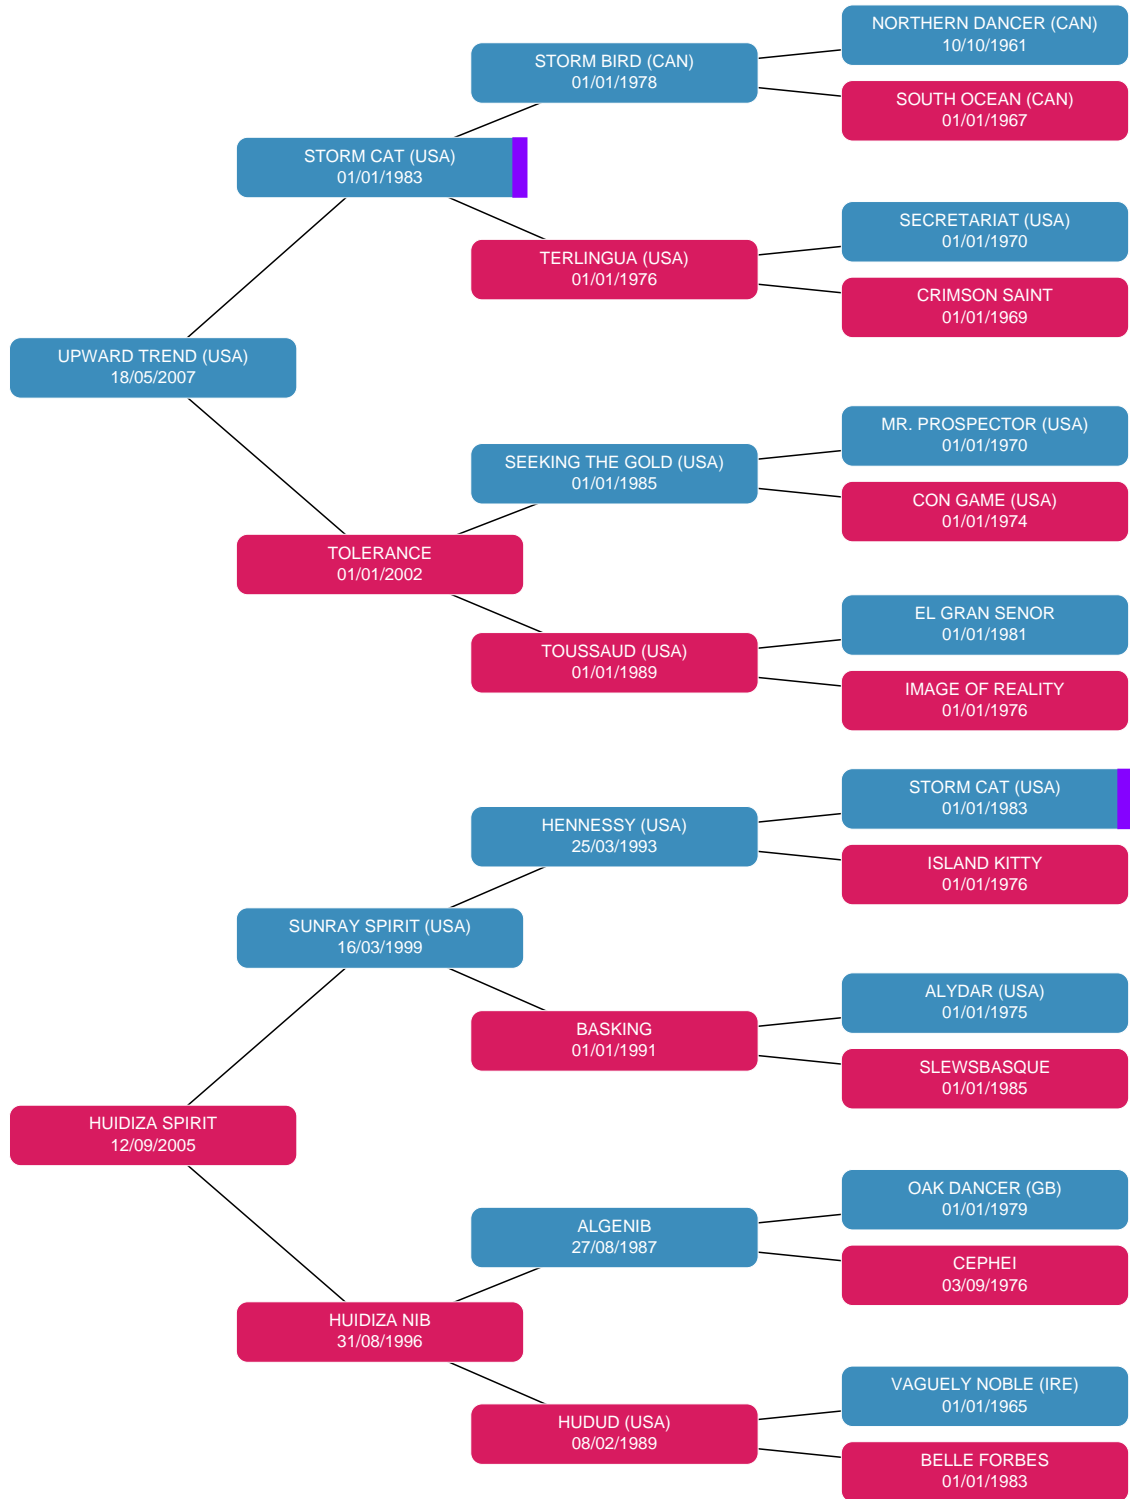 NORTHERN DANCER (CAN)
10/10/1961
STORM BIRD (CAN)
01/01/1978
SOUTH OCEAN (CAN)
01/01/1967
STORM CAT (USA)
01/01/1983
SECRETARIAT (USA)
01/01/1970
TERLINGUA (USA)
01/01/1976
CRIMSON SAINT
01/01/1969
UPWARD TREND (USA)
18/05/2007
MR. PROSPECTOR (USA)
01/01/1970
SEEKING THE GOLD (USA)
01/01/1985
CON GAME (USA)
01/01/1974
TOLERANCE
01/01/2002
EL GRAN SENOR
01/01/1981
TOUSSAUD (USA)
01/01/1989
IMAGE OF REALITY
01/01/1976
STORM CAT (USA)
01/01/1983
HENNESSY (USA)
25/03/1993
ISLAND KITTY
01/01/1976
SUNRAY SPIRIT (USA)
16/03/1999
ALYDAR (USA)
01/01/1975
BASKING
01/01/1991
SLEWSBASQUE
01/01/1985
HUIDIZA SPIRIT
12/09/2005
OAK DANCER (GB)
01/01/1979
ALGENIB
27/08/1987
CEPHEI
03/09/1976
HUIDIZA NIB
31/08/1996
VAGUELY NOBLE (IRE)
01/01/1965
HUDUD (USA)
08/02/1989
BELLE FORBES
01/01/1983